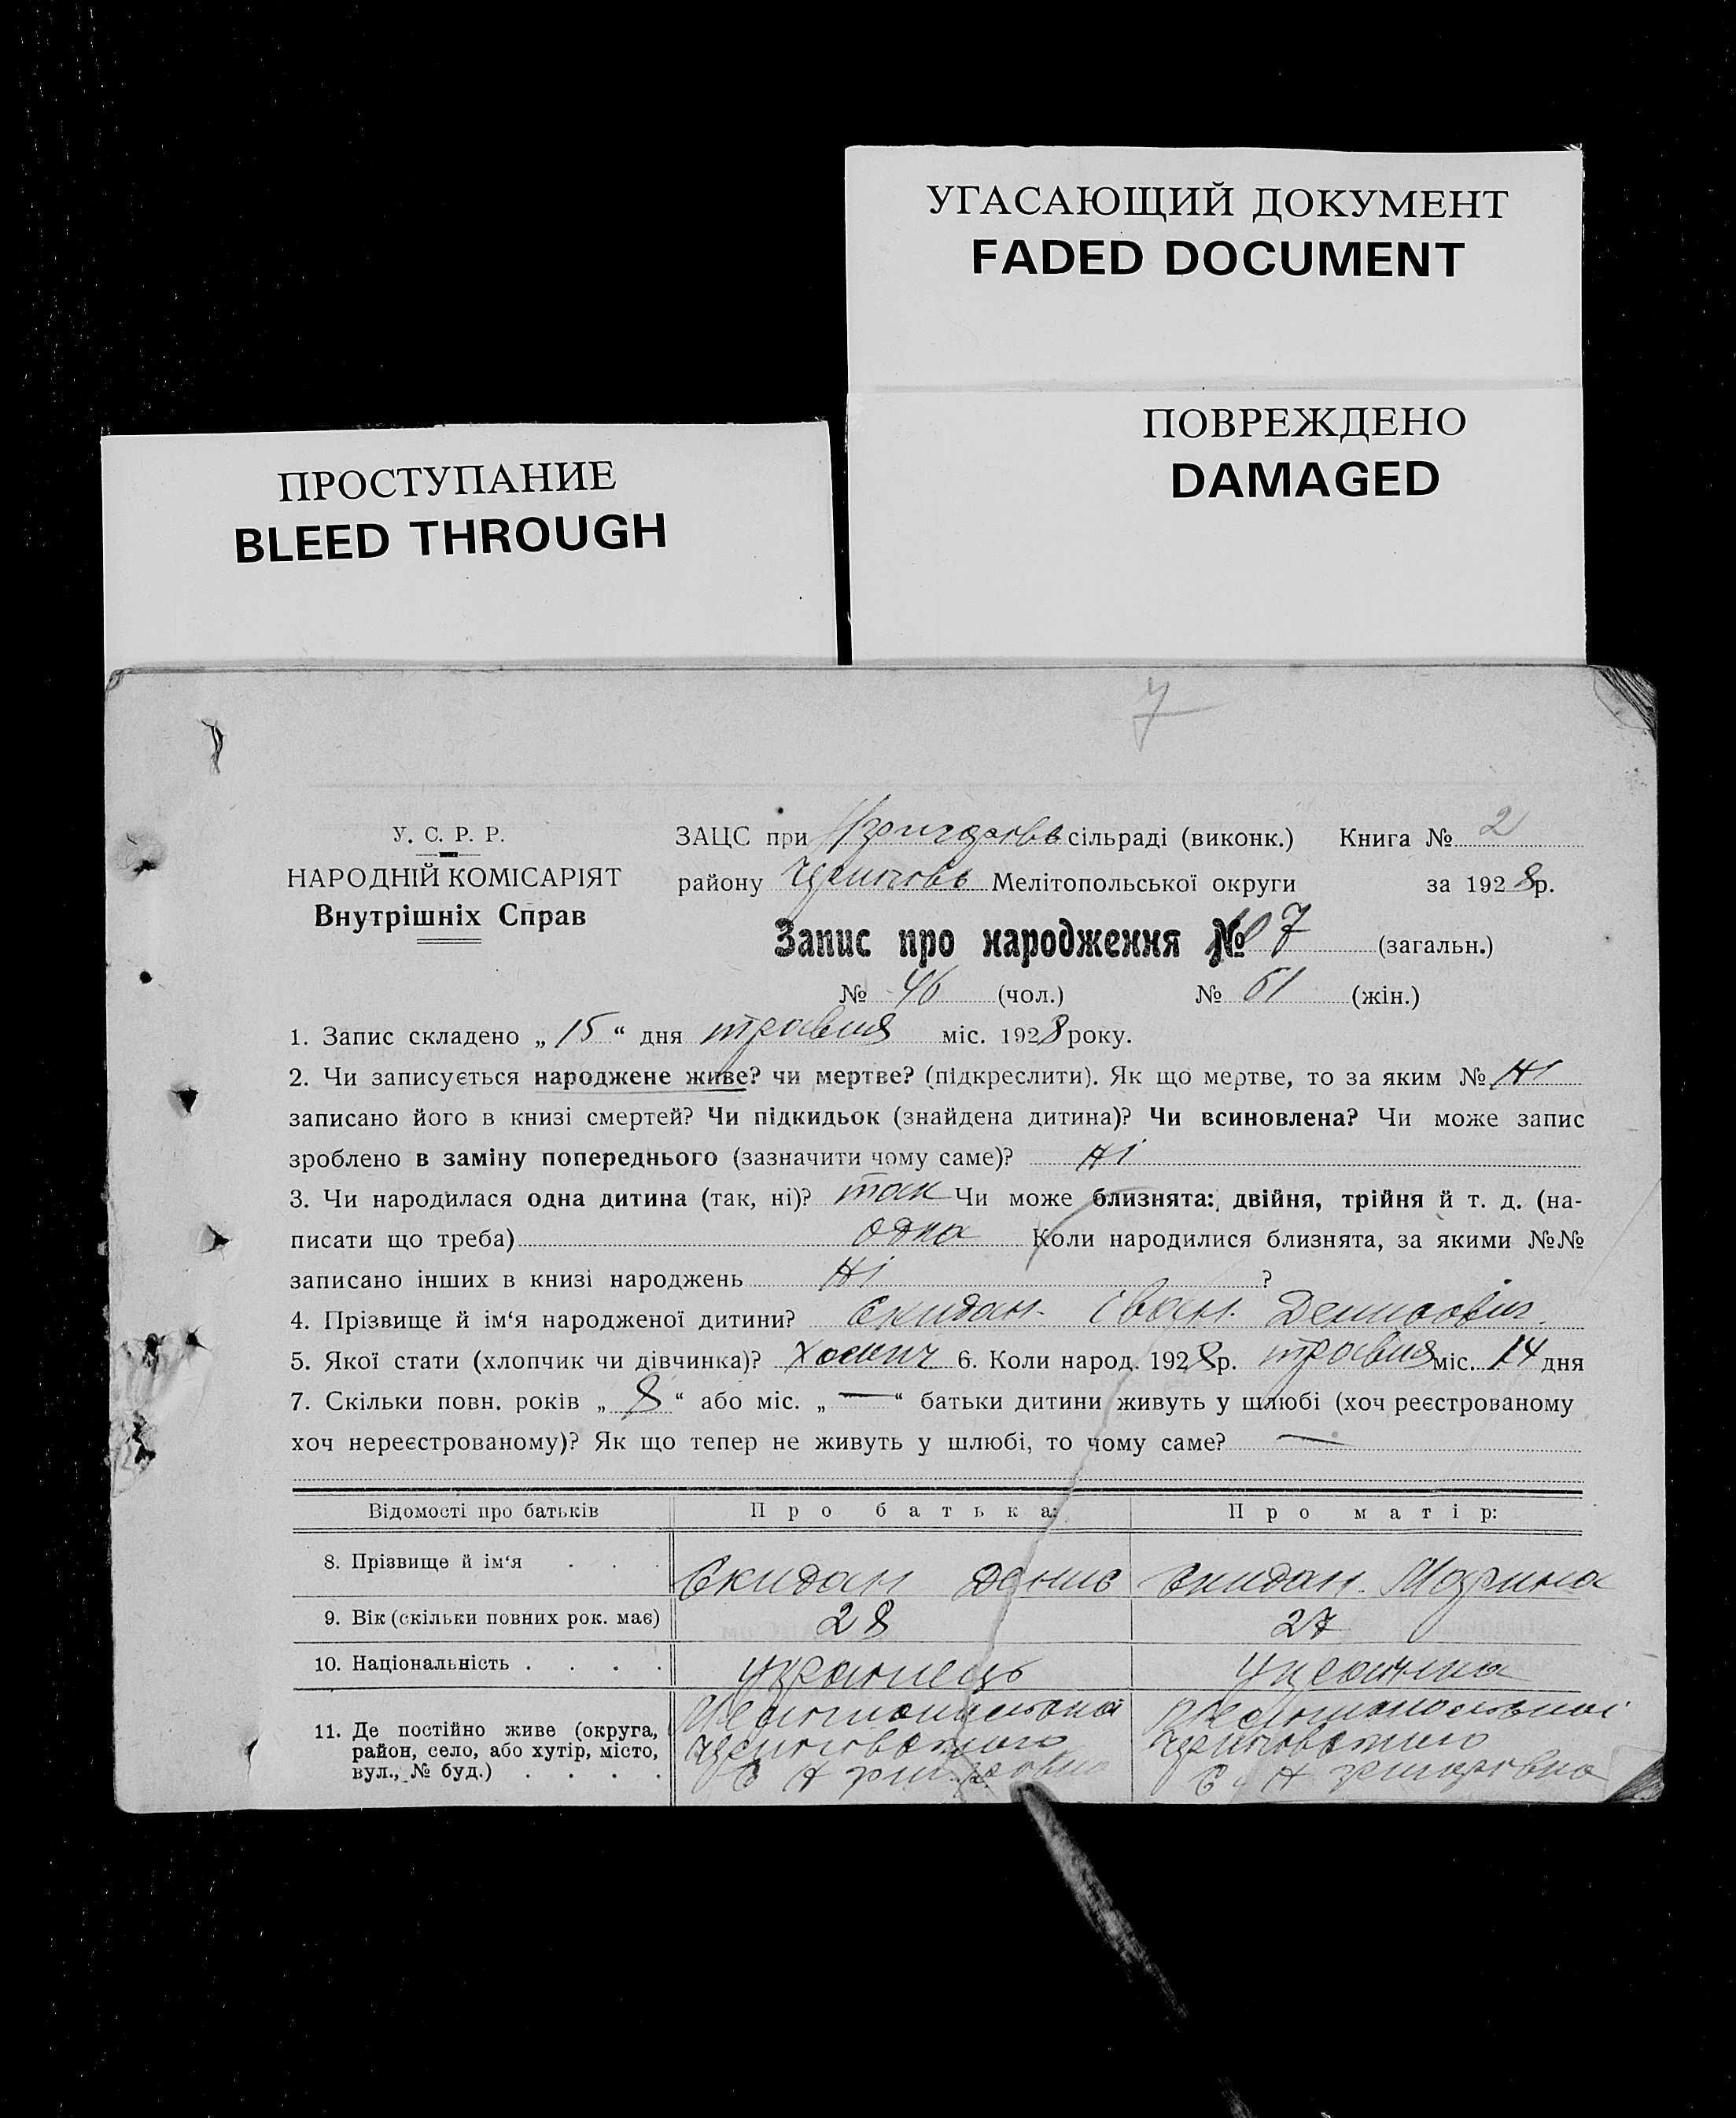 УГАСАЮЩИЙ ДОКУМЕНТ
FADED DOCUMENT
ПОВРЕЖДЕНО
DAMAGED
ПРОСТУПАНИЕ
BLEED THROUGH
7
У. С. Р. Р.
НАРОДНІЙ КОМІСАРІЯТ
Внутрішніх Справ
ЗАЦС при сільраді (виконк.) Книга № 2
району Мелітопольської округи за 1928 р.
Запис про народження № 7 (загальн.)
№ 46 (чол.) № 61 (жін.)
1. Запис складено „ 15 “ дня травня міс. 1928 року.
2. Чи записується народжене живе? чи мертве? (підкреслити). Як що мертве, то за яким № Ні
записано його в книзі смертей? Чи підкидьок (знайдена дитина)? Чи всиновлена? Чи може запис
зроблено в заміну попереднього (зазначити чому саме)? Ні
3. Чи народилася одна дитина (так, ні)? так Чи може близнята: двійня, трійня й т. д. (на-
писати що треба) одна Коли народилися близнята, за якими №№
записано інших в книзі народжень Ні ?
4. Прізвище й ім‘я народженої дитини? Скидан Іван Денисович.
5. Якої стати (хлопчик чи дівчинка)? 6. Коли народ. 1928 р. травня міс. 14 дня
7. Скільки повн. років „ 8 “ або міс. „ — “ батьки дитини живуть у шлюбі (хоч реєстрованому
хоч нереєстрованому)? Як що тепер не живуть у шлюбі, то чому саме? —
Відомості про батьків Про батька: Про матір:
8. Прізвище й ім‘я . . . Скидан Денис Скидан Марина
9. Вік (скільки повних рок. має) 28 27
10. Національність . . . . Українець Українка
11. Де постійно живе (округа,
район, село, або хутір, місто,
вул., № буд.) . . . .